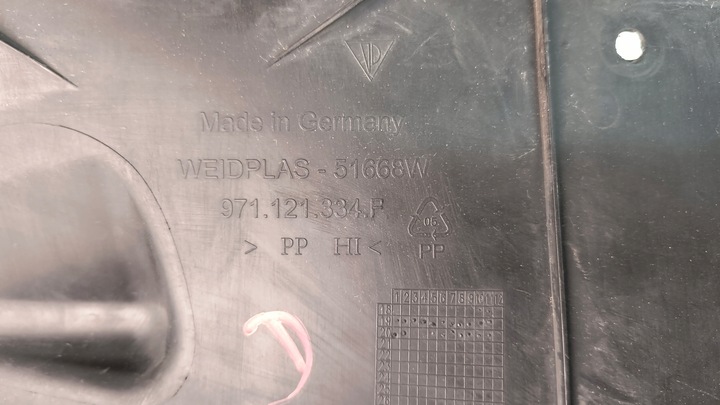 Made in Germany
WEIDPLAS - 51668W
971.121.334.F
> PP HI <
PP